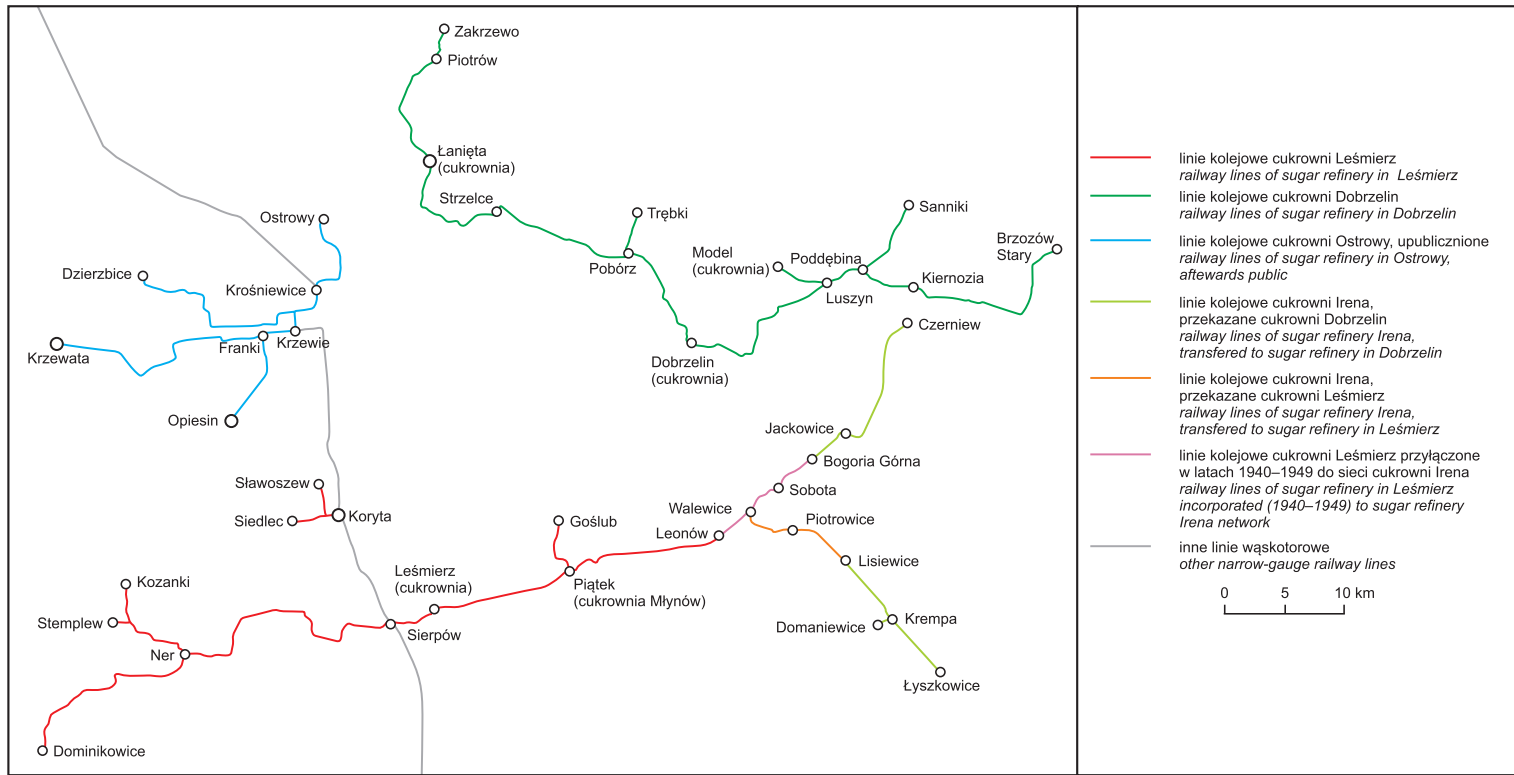 Zakrzewo
Piotrów
Łanięta
(cukrownia)
Strzelce
Trębki
Pobórz
Ostrowy
Dzierzbice
Krośniewice
Krzewie
Franki
Krzewata
Opiesin
Sanniki
Brzozów
Stary
Model
(cukrownia)
Poddębina
Kiernozia
Luszyn
Dobrzelin
(cukrownia)
Czerniew
Jackowice
Bogoria Górna
Sobota
Walewice
Piotrowice
Leonów
Lisiewice
Krempa
Domaniewice
Łyszkowice
Sławoszew
Siedlec
Koryta
Goślub
Piątek
(cukrownia Młynów)
Leśmierz
(cukrownia)
Sierpów
Kozanki
Stemplew
Ner
Dominikowice
linie kolejowe cukrowni Leśmierz
railway lines of sugar refinery in Leśmierz
linie kolejowe cukrowni Dobrzelin
railway lines of sugar refinery in Dobrzelin
linie kolejowe cukrowni Ostrowy, upublicznione
railway lines of sugar refinery in Ostrowy,
aftewards public
linie kolejowe cukrowni Irena,
przekazane cukrowni Dobrzelin
railway lines of sugar refinery Irena,
transfered to sugar refinery in Dobrzelin
linie kolejowe cukrowni Irena,
przekazane cukrowni Leśmierz
railway lines of sugar refinery Irena,
transfered to sugar refinery in Leśmierz
linie kolejowe cukrowni Leśmierz przyłączone
w latach 1940–1949 do sieci cukrowni Irena
railway lines of sugar refinery in Leśmierz
incorporated (1940–1949) to sugar refinery
Irena network
inne linie wąskotorowe
other narrow-gauge railway lines
0 5 10 km